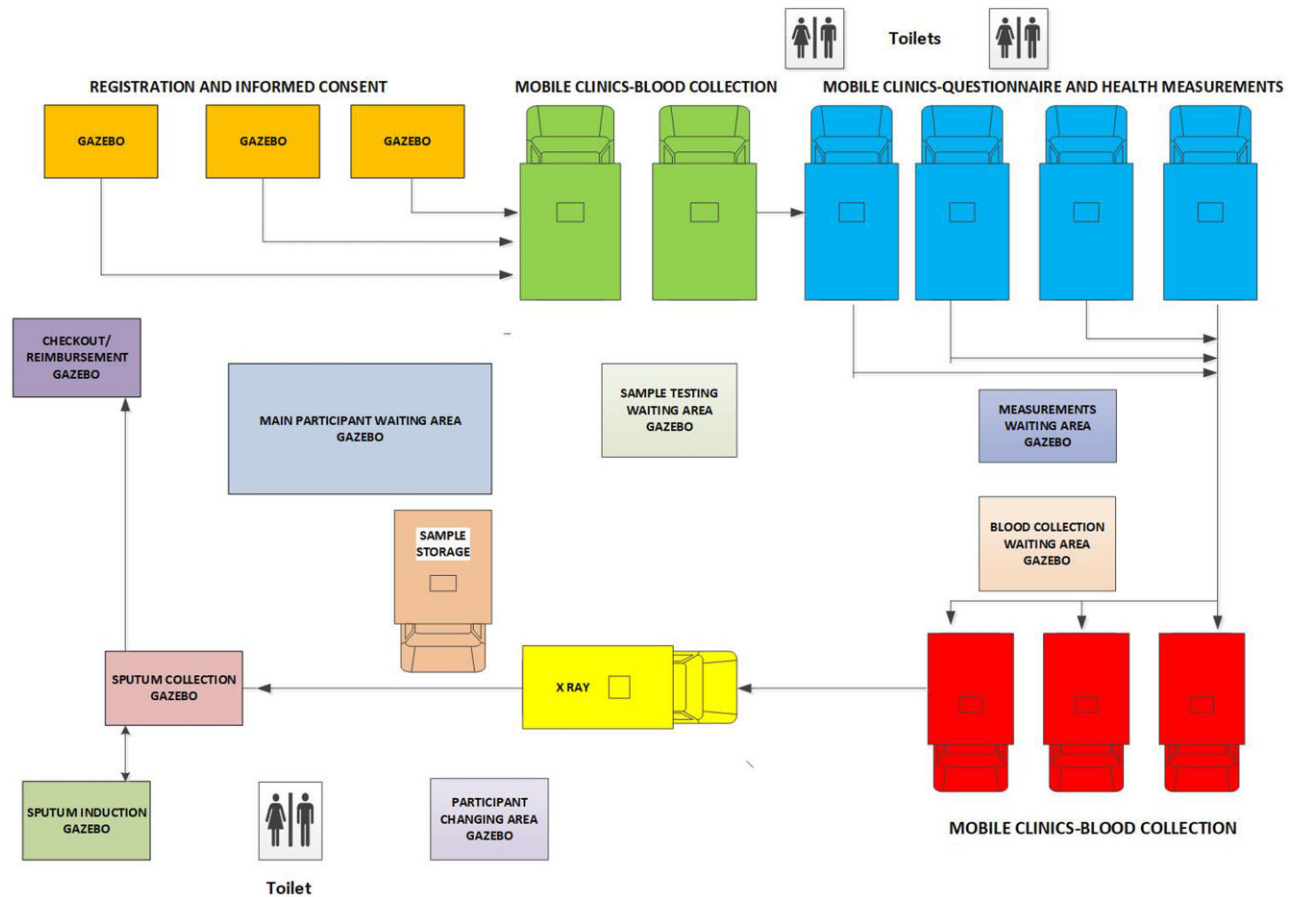 Toilets
REGISTRATION AND INFORMED CONSENT
MOBILE CLINICS-BLOOD COLLECTION
MOBILE CLINICS-QUESTIONNAIRE AND HEALTH MEASUREMENTS
GAZEBO
GAZEBO
GAZEBO
CHECKOUT/
REIMBURSEMENT
GAZEBO
MAIN PARTICIPANT WAITING AREA
GAZEBO
SAMPLE TESTING
WAITING AREA
GAZEBO
MEASUREMENTS
WAITING AREA
GAZEBO
BLOOD COLLECTION
WAITING AREA
GAZEBO
SAMPLE
STORAGE
SPUTUM COLLECTION
GAZEBO
X RAY
SPUTUM INDUCTION
GAZEBO
PARTICIPANT
CHANGING AREA
GAZEBO
MOBILE CLINICS-BLOOD COLLECTION
Toilet